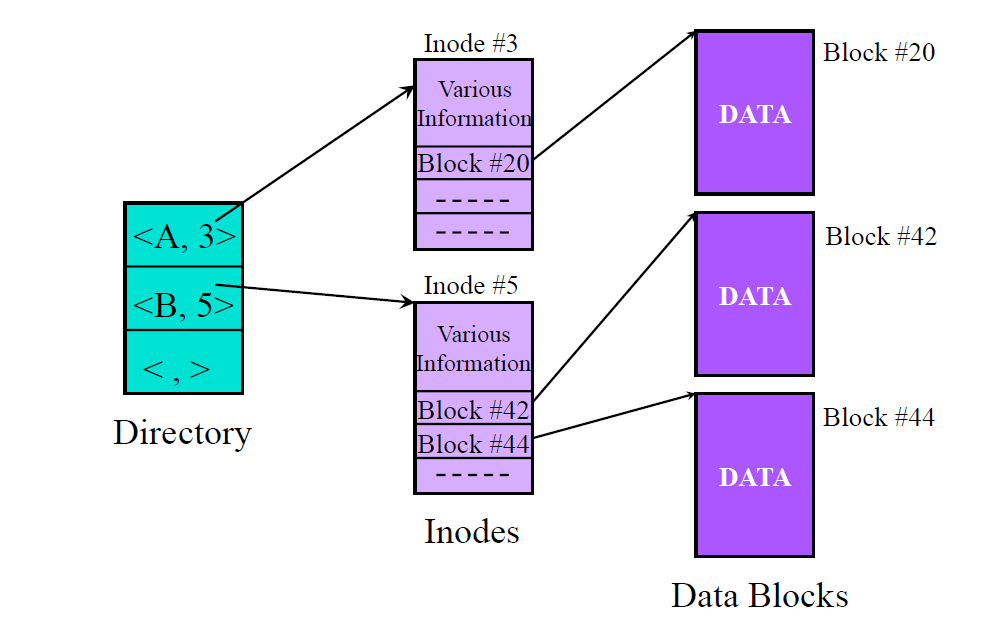 <A, 3>
<B, 5>
< , >
Directory
Inode #3
Various
Information
Block #20
-----
-----
Inode #5
Various
Information
Block #42
Block #44
-----
Inodes
Block #20
DATA
Block #42
DATA
Block #44
DATA
Data Blocks